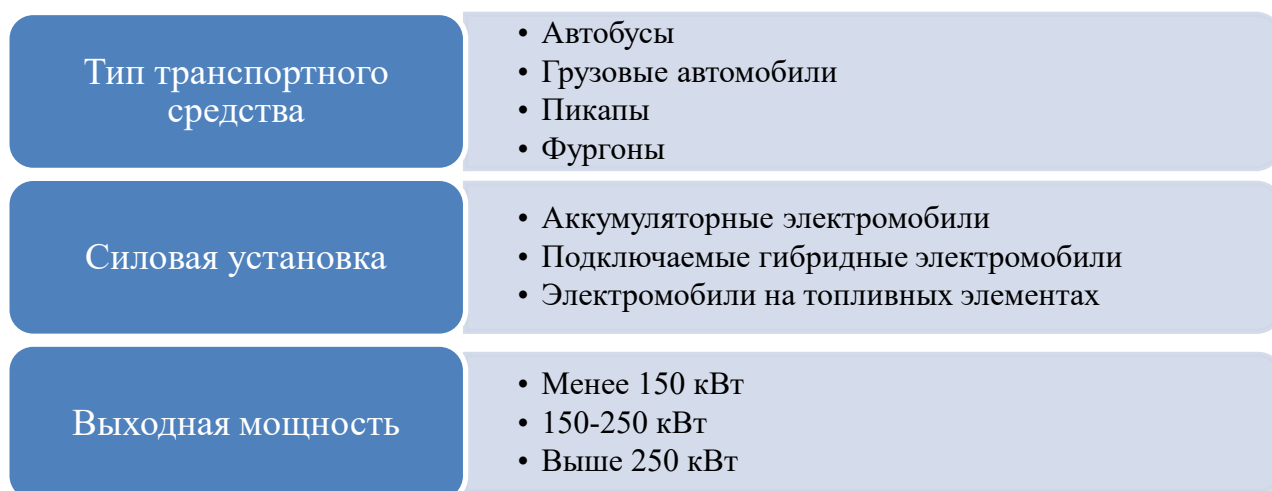 Тип транспортного
средства
• Автобусы
• Грузовые автомобили
• Пикапы
• Фургоны
Силовая установка
• Аккумуляторные электромобили
• Подключаемые гибридные электромобили
• Электромобили на топливных элементах
Выходная мощность
• Менее 150 кВт
• 150-250 кВт
• Выше 250 кВт